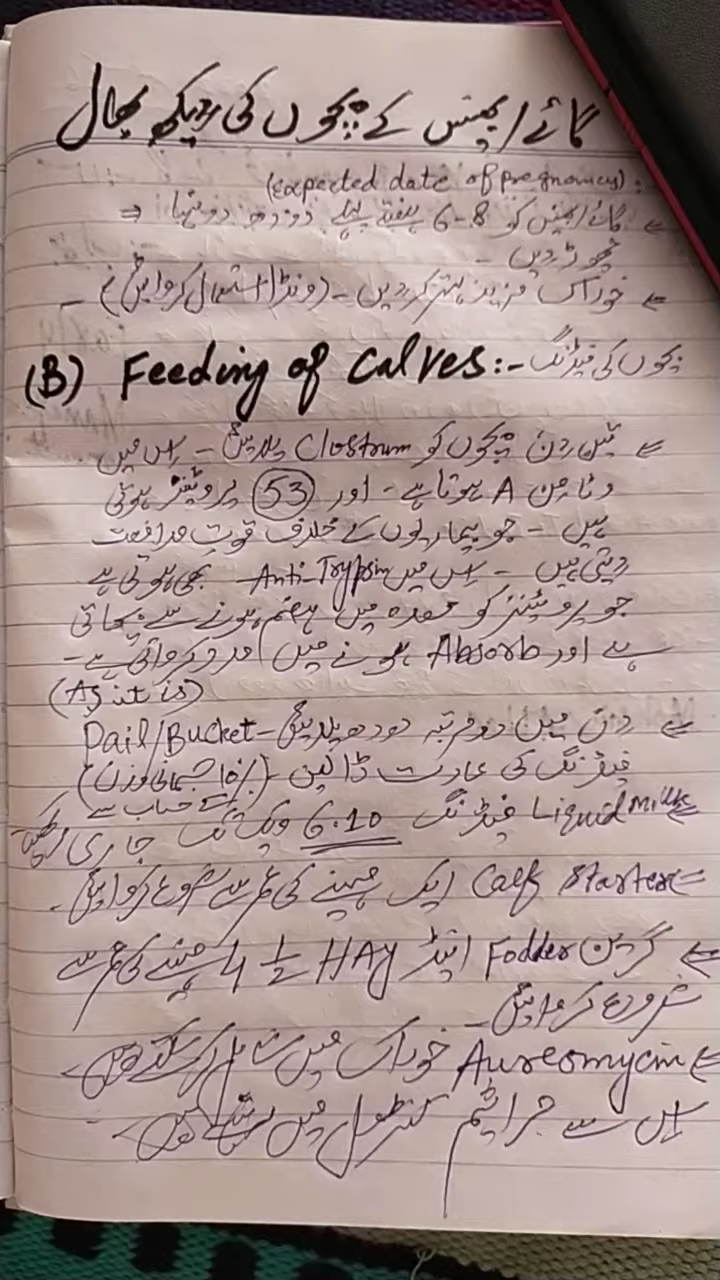 گائے / بھینس کے بچوں کی دیکھ بھال
(expected date of pregnancy):
⇐ گائے / بھینس کو 8-6 ہفتے پہلے دودھ دوہنا
چھوڑ دیں -
⇐ خوراک مزید بہتر کر دیں - (ونڈا استعمال کروائیں) -
(B) Feeding of Calves:- بچوں کی فیڈنگ
⇐ تین دن بچوں کو Clostrum پلائیں - اس میں
وٹامن A ہوتا ہے - اور (53) پروٹینز ہوتی
ہیں - جو بیماریوں کے خلاف قوتِ مدافعت
دیتی ہیں - اس میں Anti-Trypsin بھی ہوتی ہے
جو پروٹینز کو معدہ میں ہضم ہونے سے بچاتی
ہے اور Absorb ہونے میں مدد کرواتی ہے -
(As it is)
⇐ دن میں دو مرتبہ دودھ پلائیں - Pail/Bucket
فیڈنگ کی عادت ڈالیں - (10% جسمانی وزن)
کے حساب سے
⇐ Liquid Milk فیڈنگ 6-10 ویک تک جاری رکھیں
⇐ Calf Starter ایک مہینے کی عمر سے شروع کروائیں -
⇐ گرین Fodder اینڈ HAy 4 1/2 مہینے کی عمر سے
شروع کروائیں -
⇐ Aureomycin خوراک میں شامل کر سکتے ہیں -
اس سے جراثیم کنٹرول میں رہتے ہیں -